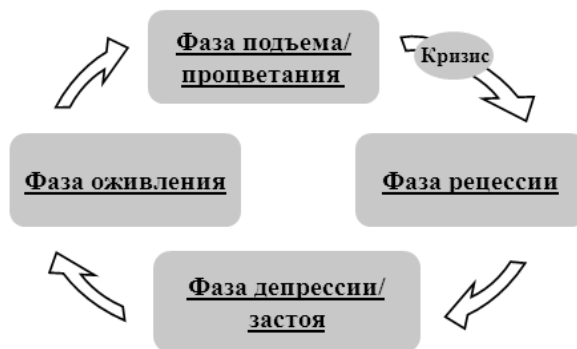 Фаза подъема/
процветания
Кризис
Фаза оживления
Фаза рецессии
Фаза депрессии/
застоя